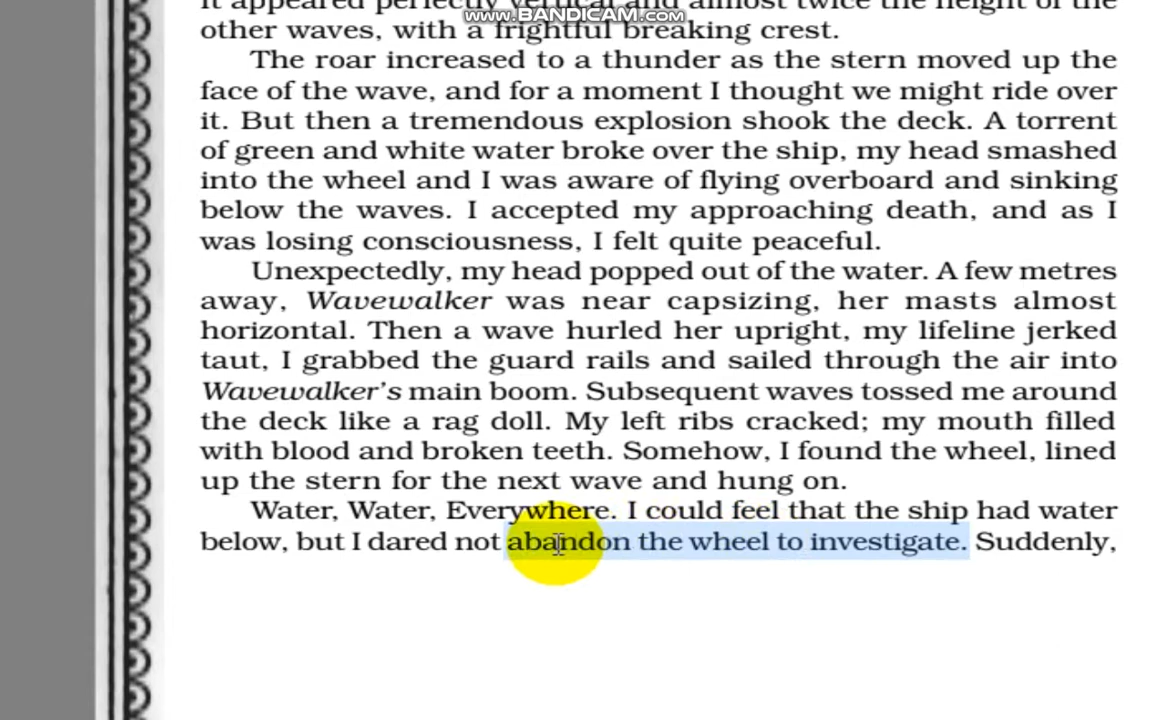 it appeared perfectly vertical and almost twice the height of the
www.BANDICAM.com
other waves, with a frightful breaking crest.
The roar increased to a thunder as the stern moved up the
face of the wave, and for a moment I thought we might ride over
it. But then a tremendous explosion shook the deck. A torrent
of green and white water broke over the ship, my head smashed
into the wheel and I was aware of flying overboard and sinking
below the waves. I accepted my approaching death, and as I
was losing consciousness, I felt quite peaceful.
Unexpectedly, my head popped out of the water. A few metres
away, Wavewalker was near capsizing, her masts almost
horizontal. Then a wave hurled her upright, my lifeline jerked
taut, I grabbed the guard rails and sailed through the air into
Wavewalker's main boom. Subsequent waves tossed me around
the deck like a rag doll. My left ribs cracked; my mouth filled
with blood and broken teeth. Somehow, I found the wheel, lined
up the stern for the next wave and hung on.
Water, Water, Everywhere. I could feel that the ship had water
below, but I dared not abandon the wheel to investigate. Suddenly,